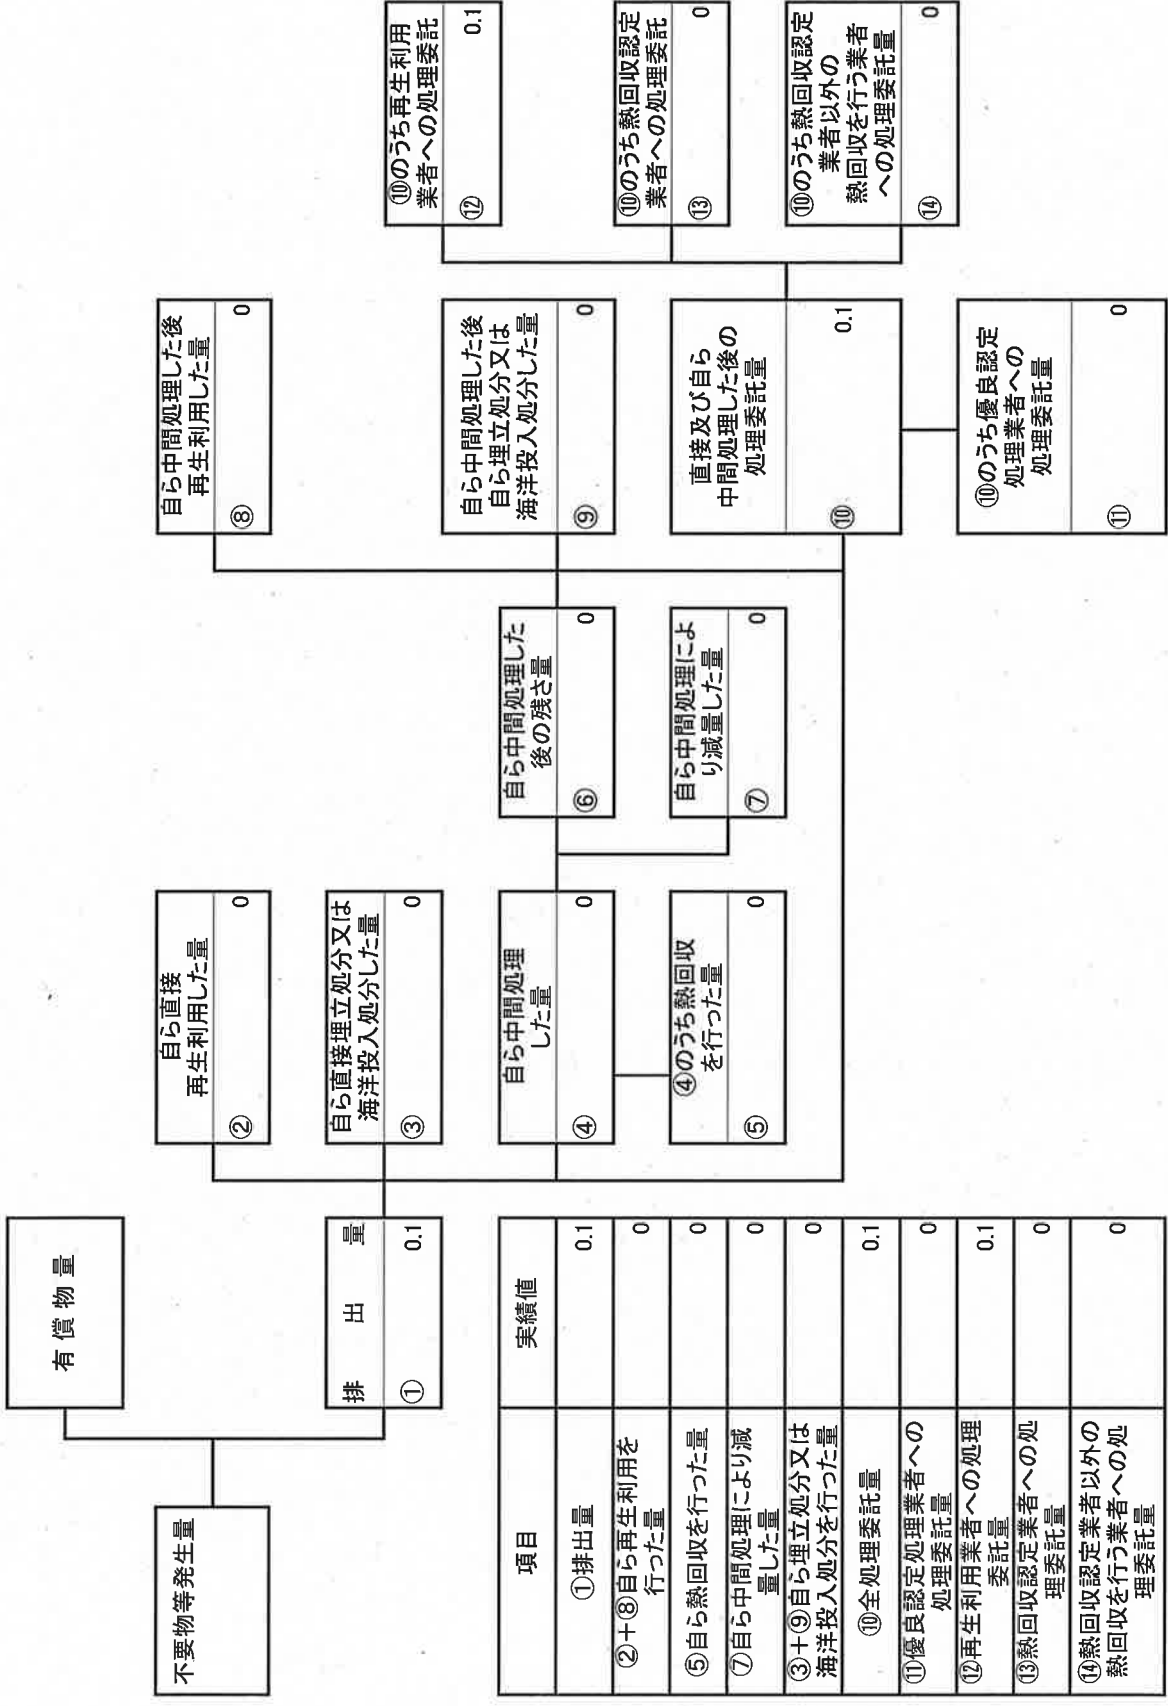 不要物等発生量
有 償 物 量
排 出 量
① 0.1
自ら直接
再生利用した量
② 0
自ら直接埋立処分又は
海洋投入処分した量
③ 0
自ら中間処理
した量
④ 0
④のうち熱回収
を行った量
⑤ 0
自ら中間処理した
後の残さ量
⑥ 0
自ら中間処理によ
り減量した量
⑦ 0
自ら中間処理した後
再生利用した量
⑧ 0
自ら中間処理した後
自ら埋立処分又は
海洋投入処分した量
⑨ 0
直接及び自ら
中間処理した後の
処理委託量
⑩ 0.1
⑩のうち優良認定
処理業者への
処理委託量
⑪ 0
⑩のうち再生利用
業者への処理委託
⑫ 0.1
⑩のうち熱回収認定
業者への処理委託
⑬ 0
⑩のうち熱回収認定
業者以外の
熱回収を行う業者
への処理委託量
⑭ 0
項目 実績値
①排出量 0.1
②+⑧自ら再生利用を
行った量 0
⑤自ら熱回収を行った量 0
⑦自ら中間処理により減
量した量 0
③+⑨自ら埋立処分又は
海洋投入処分を行った量 0
⑩全処理委託量 0.1
⑪優良認定処理業者への
処理委託量 0
⑫再生利用業者への処理
委託量 0.1
⑬熱回収認定業者への処
理委託量 0
⑭熱回収認定業者以外の
熱回収を行う業者への処
理委託量 0